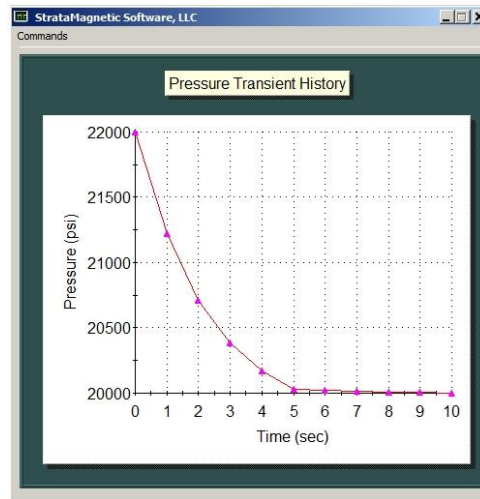 StrataMagnetic Software, LLC
Commands
Pressure Transient History
22000
21500
21000
20500
20000
Pressure (psi)
0 1 2 3 4 5 6 7 8 9 10
Time (sec)